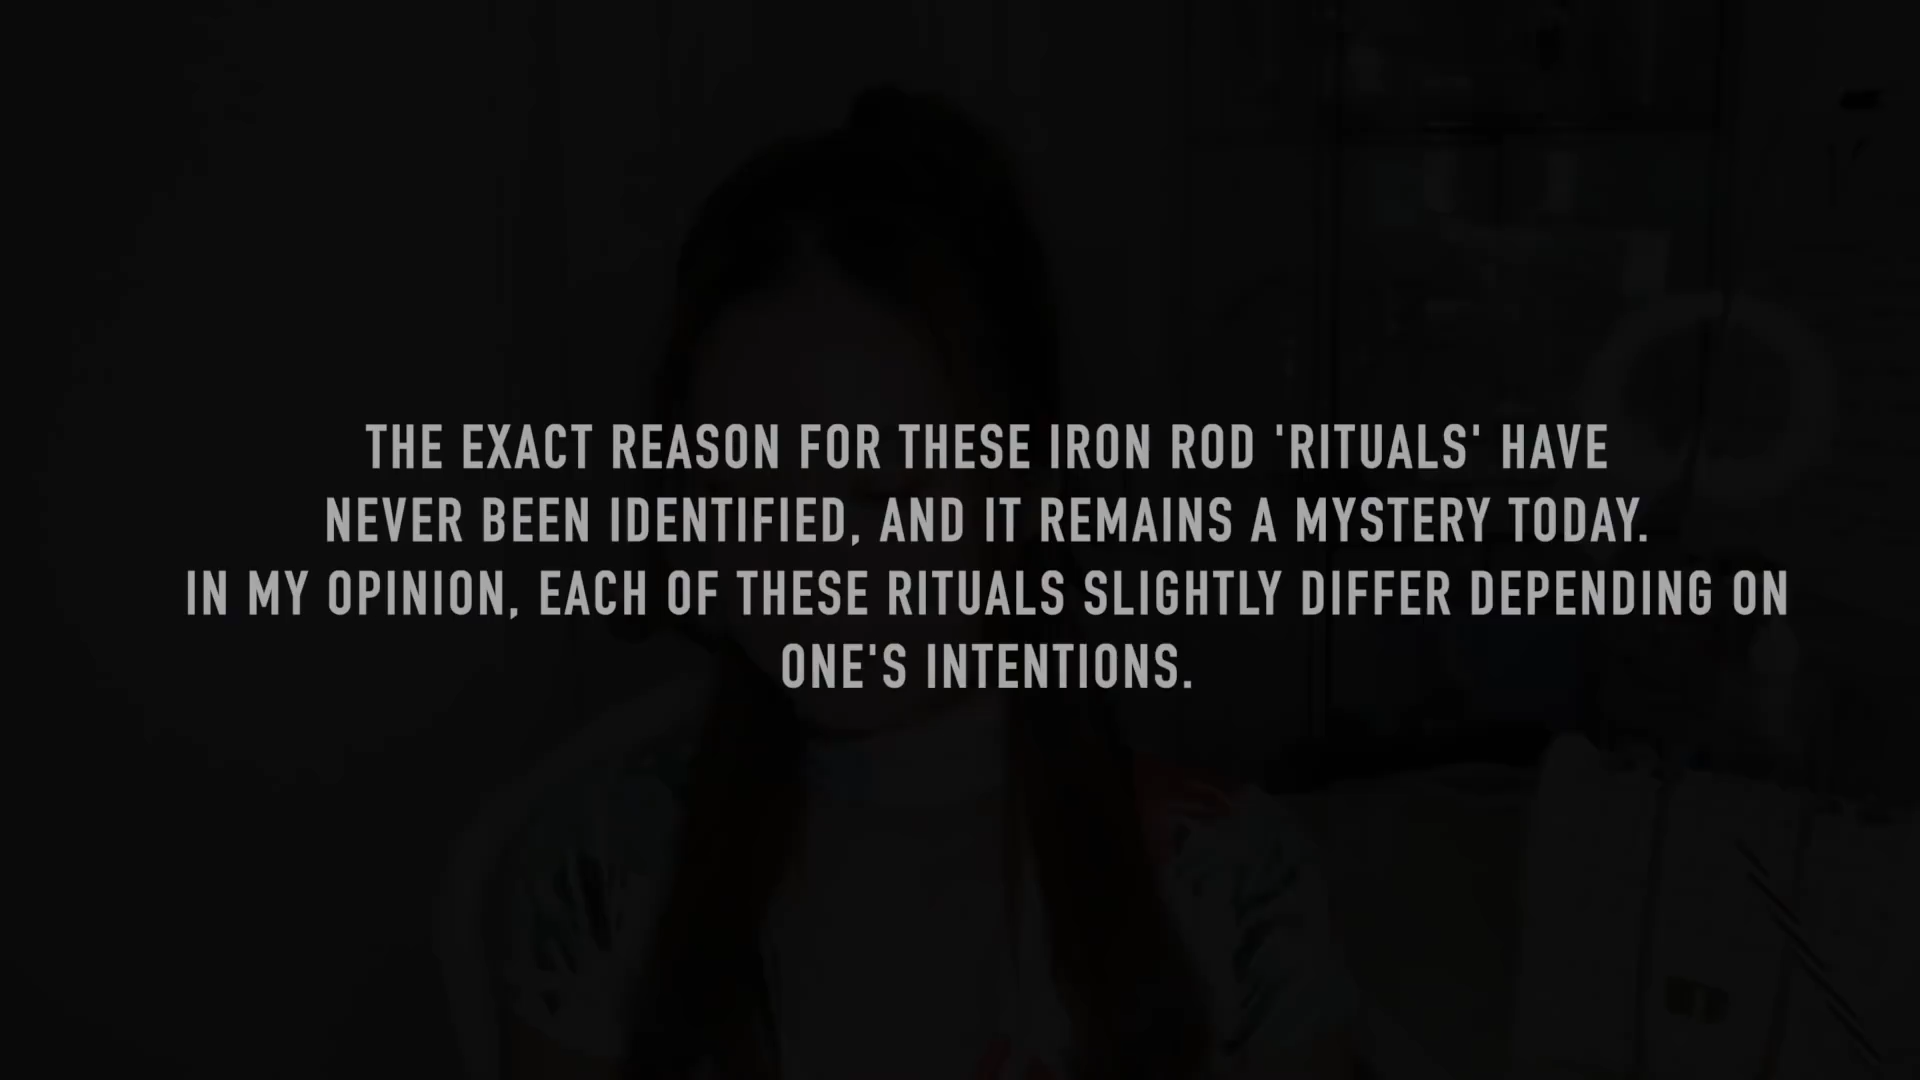 THE EXACT REASON FOR THESE IRON ROD 'RITUALS' HAVE
NEVER BEEN IDENTIFIED, AND IT REMAINS A MYSTERY TODAY.
IN MY OPINION, EACH OF THESE RITUALS SLIGHTLY DIFFER DEPENDING ON
ONE'S INTENTIONS.